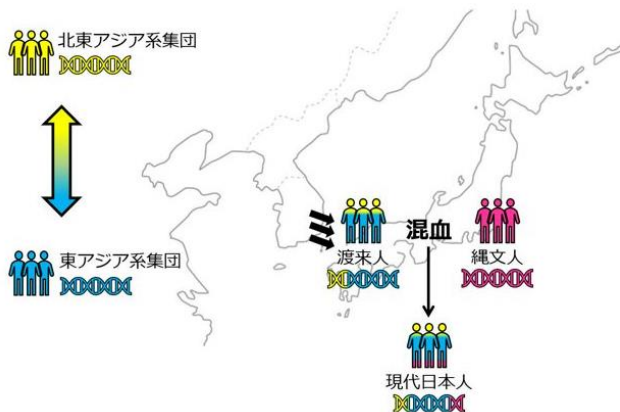 北東アジア系集団
東アジア系集団
混血
渡来人
縄文人
現代日本人